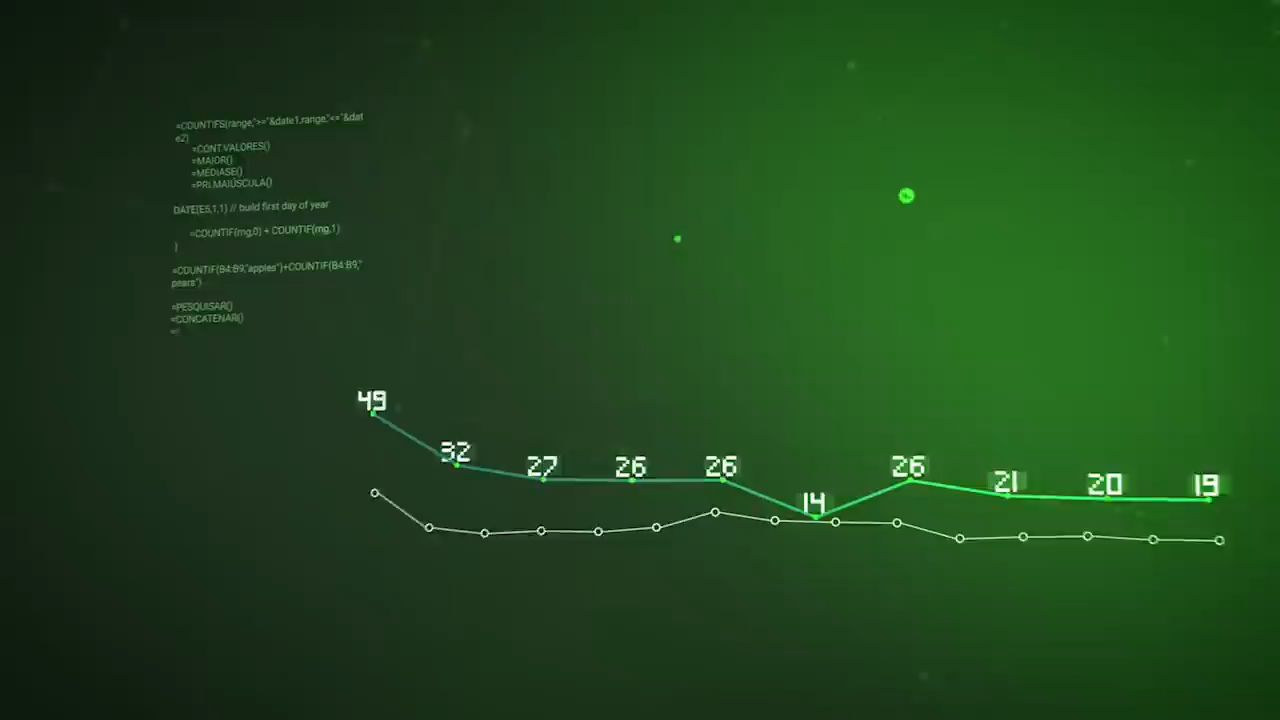 =COUNTIFS(range,">="&date1,range,"<="&dat
e2)
=CONT.VALORES()
=MAIOR()
=MÉDIASE()
=PRI.MAIÚSCULA()
DATE(E5,1,1) // build first day of year
=COUNTIF(rng,0) + COUNTIF(rng,1)
)
=COUNTIF(B4:B9,"apples")+COUNTIF(B4:B9,"
pears")
=PESQUISAR()
=CONCATENAR()
=
49
32
27
26
26
14
26
21
20
19